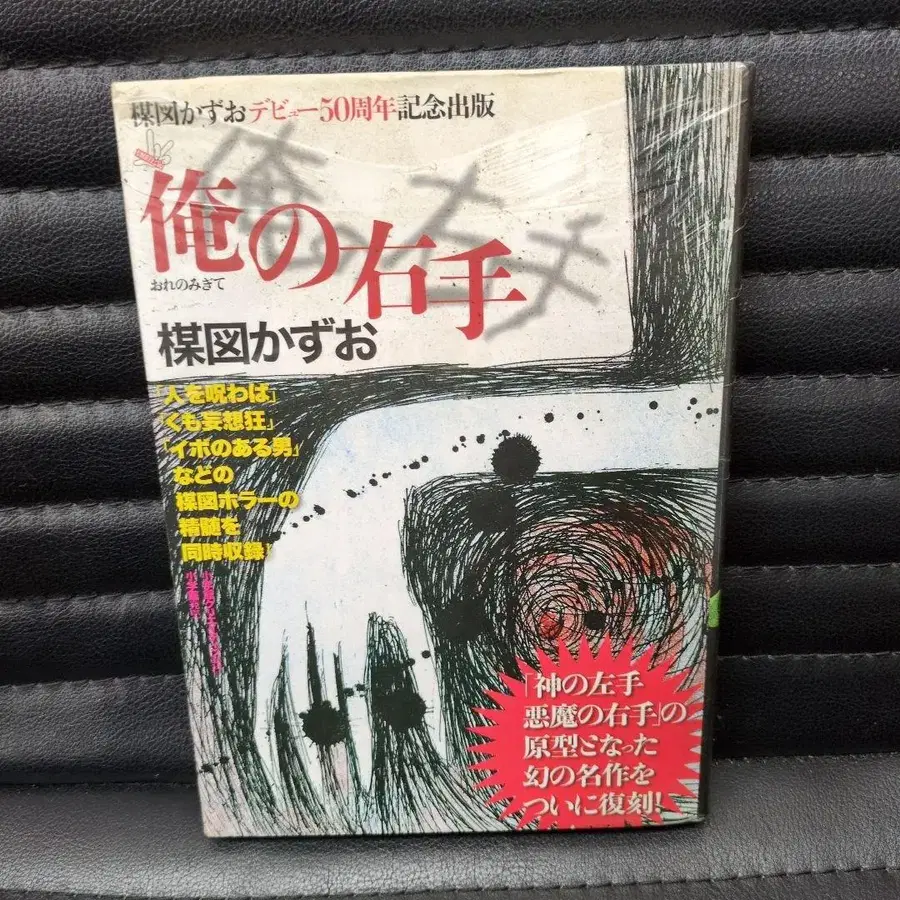 楳図かずおデビュー50周年記念出版
俺の右手
俺の右手
おれのみぎて
楳図かずお
「人を呪わば」
「くも妄想狂」
「イボのある男」
などの
楳図ホラーの
精髄を
同時収録!
「神の左手
悪魔の右手」の
原型となった
幻の名作を
ついに復刻!